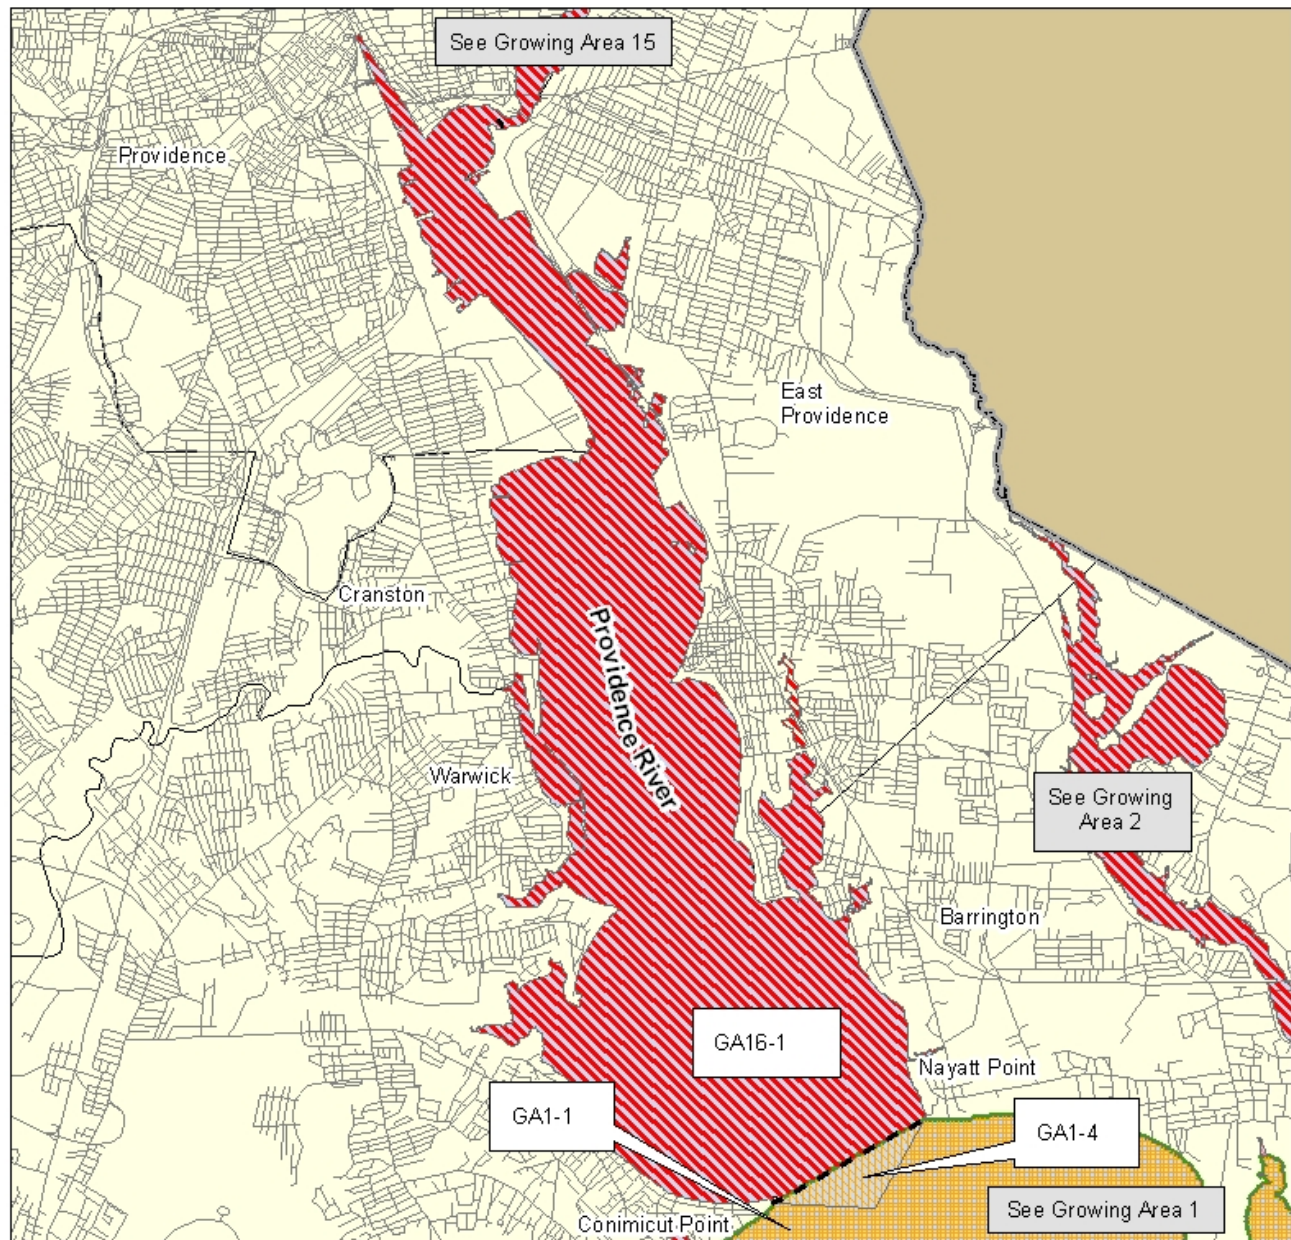 See Growing Area 15
Providence
East
Providence
Cranston
Providence River
Warwick
See Growing
Area 2
Barrington
GA16-1
Nayatt Point
GA1-1
GA1-4
See Growing Area 1
Conimicut Point